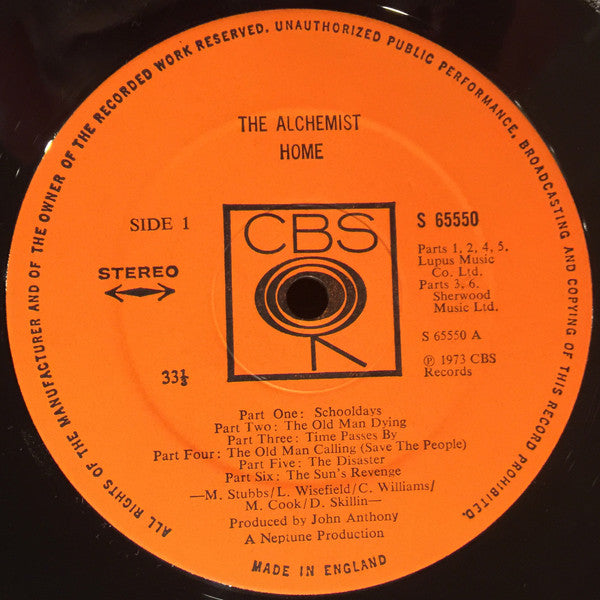 ALL RIGHTS OF THE MANUFACTURER AND OF THE OWNER OF THE RECORDED WORK RESERVED. UNAUTHORIZED PUBLIC PERFORMANCE, BROADCASTING AND COPYING OF THIS RECORD PROHIBITED.
THE ALCHEMIST
HOME
SIDE 1
STEREO
33⅓
CBS
S 65550
Parts 1, 2, 4, 5,
Lupus Music
Co. Ltd.
Parts 3, 6.
Sherwood
Music Ltd.
S 65550 A
Ⓟ 1973 CBS
Records
Part One: Schooldays
Part Two: The Old Man Dying
Part Three: Time Passes By
Part Four: The Old Man Calling (Save The People)
Part Five: The Disaster
Part Six: The Sun's Revenge
—M. Stubbs/L. Wisefield/C. Williams/
M. Cook/D. Skillin—
Produced by John Anthony
A Neptune Production
MADE IN ENGLAND